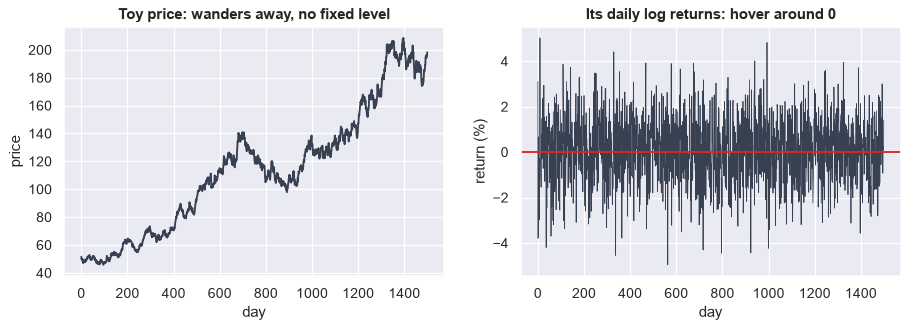 Toy price: wanders away, no fixed level
price
200
180
160
140
120
100
80
60
40
0 200 400 600 800 1000 1200 1400
day
Its daily log returns: hover around 0
return (%)
4
2
0
−2
−4
0 200 400 600 800 1000 1200 1400
day